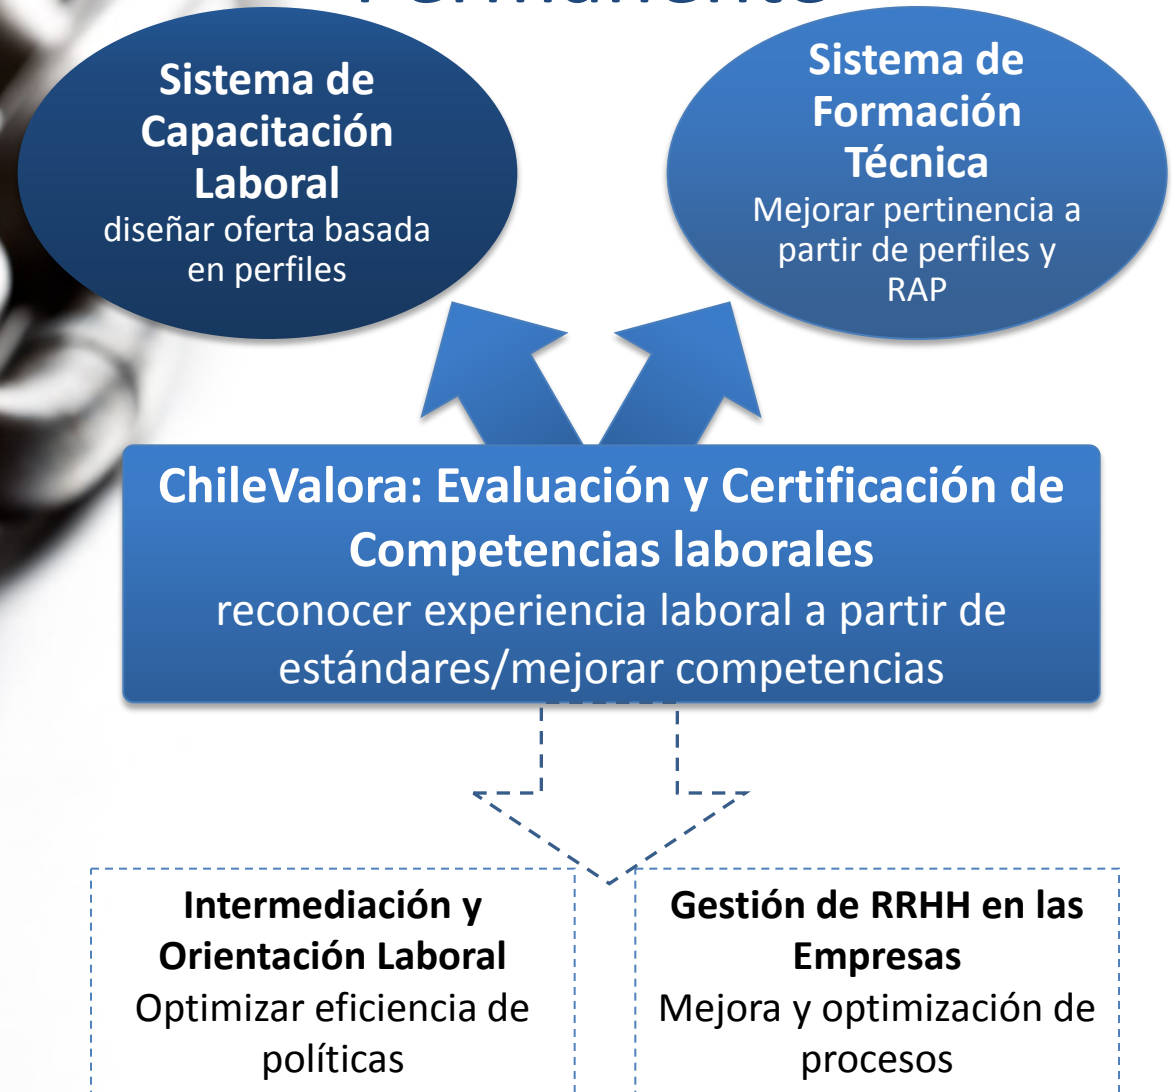 Permanente
Sistema de
Capacitación
Laboral
diseñar oferta basada
en perfiles
Sistema de
Formación
Técnica
Mejorar pertinencia a
partir de perfiles y
RAP
ChileValora: Evaluación y Certificación de
Competencias laborales
reconocer experiencia laboral a partir de
estándares/mejorar competencias
Intermediación y
Orientación Laboral
Optimizar eficiencia de
políticas
Gestión de RRHH en las
Empresas
Mejora y optimización de
procesos